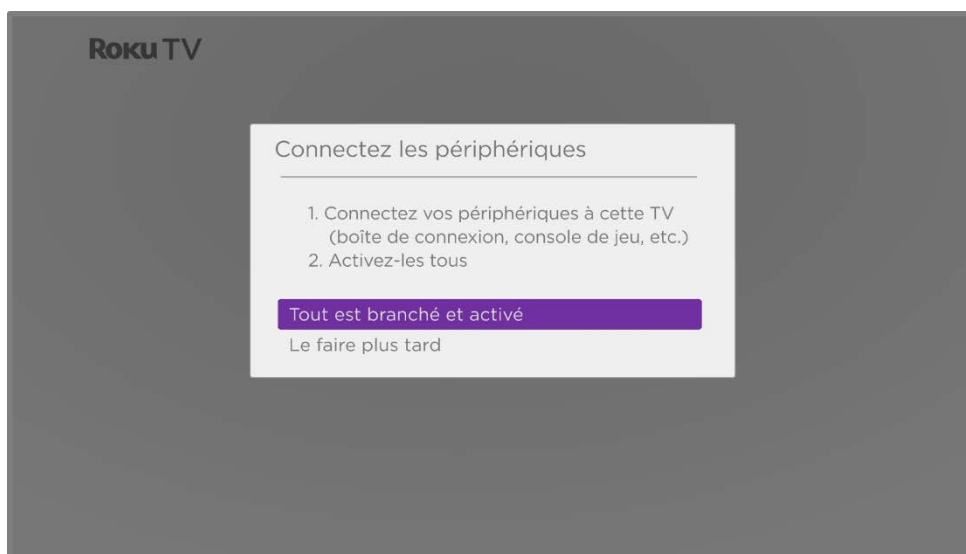 Roku TV
Connectez les périphériques
1. Connectez vos périphériques à cette TV
(boîte de connexion, console de jeu, etc.)
2. Activez-les tous
Tout est branché et activé
Le faire plus tard